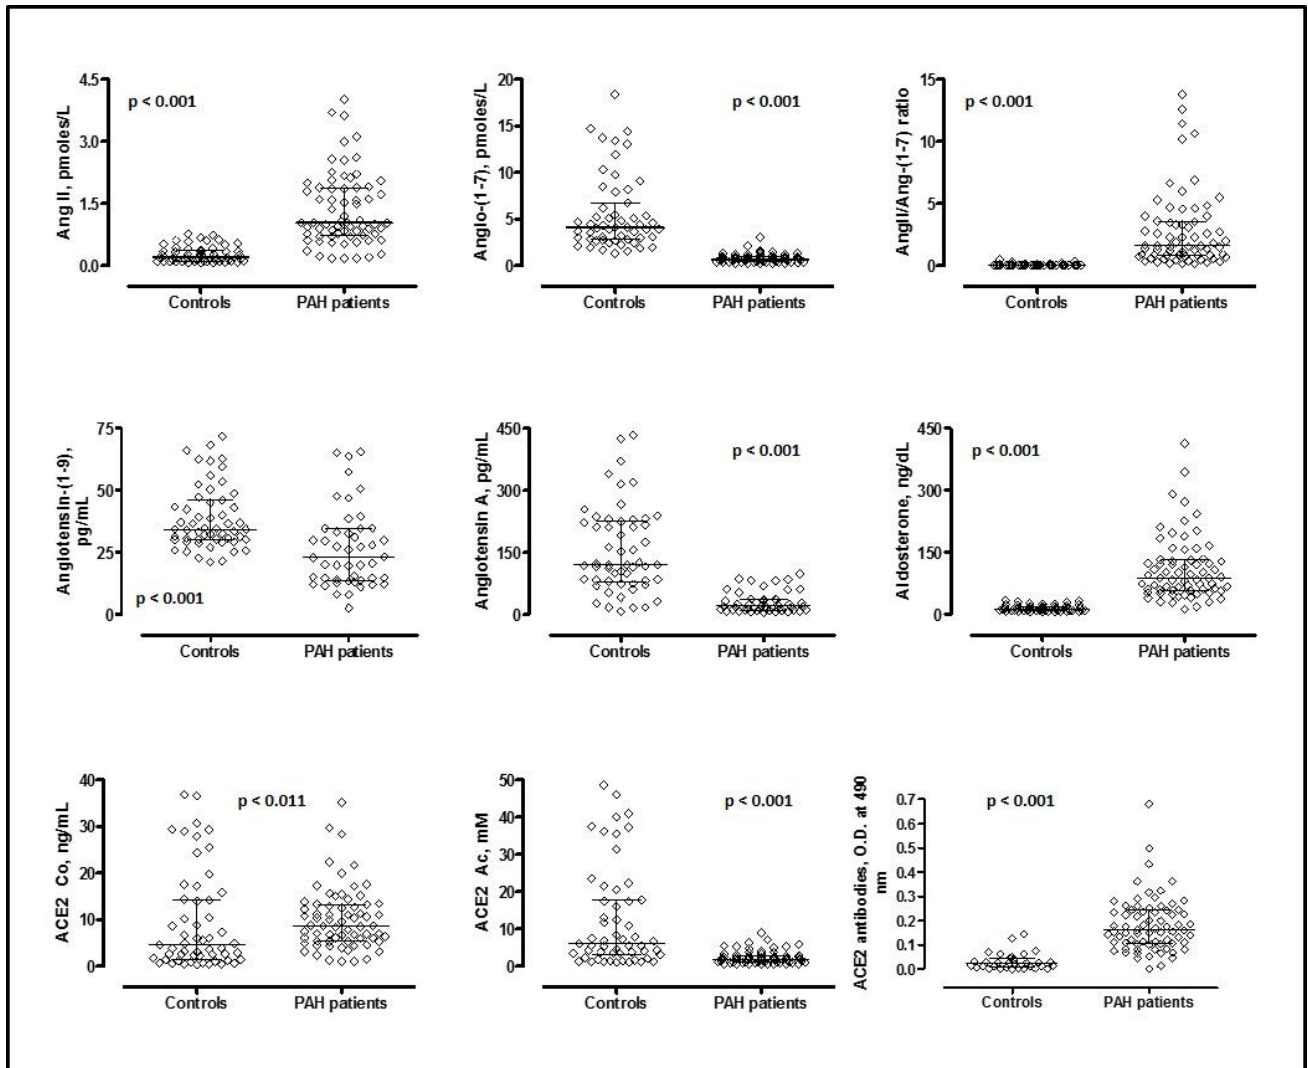 Ang II, pmoles/L
4.5
3.0
1.5
0.0
p < 0.001
Controls
PAH patients
Angio-(1-7), pmoles/L
20
15
10
5
0
p < 0.001
Controls
PAH patients
AngII/Ang-(1-7) ratio
15
10
5
0
p < 0.001
Controls
PAH patients
Angiotensin-(1-9),
pg/mL
75
50
25
0
p < 0.001
Controls
PAH patients
Angiotensin A, pg/mL
450
300
150
0
p < 0.001
Controls
PAH patients
Aldosterone, ng/dL
450
300
150
0
p < 0.001
Controls
PAH patients
ACE2 Co, ng/mL
40
30
20
10
0
p < 0.011
Controls
PAH patients
ACE2 Ac, mM
50
40
30
20
10
0
p < 0.001
Controls
PAH patients
ACE2 antibodies, O.D. at 490
nm
0.7
0.6
0.5
0.4
0.3
0.2
0.1
0.0
p < 0.001
Controls
PAH patients